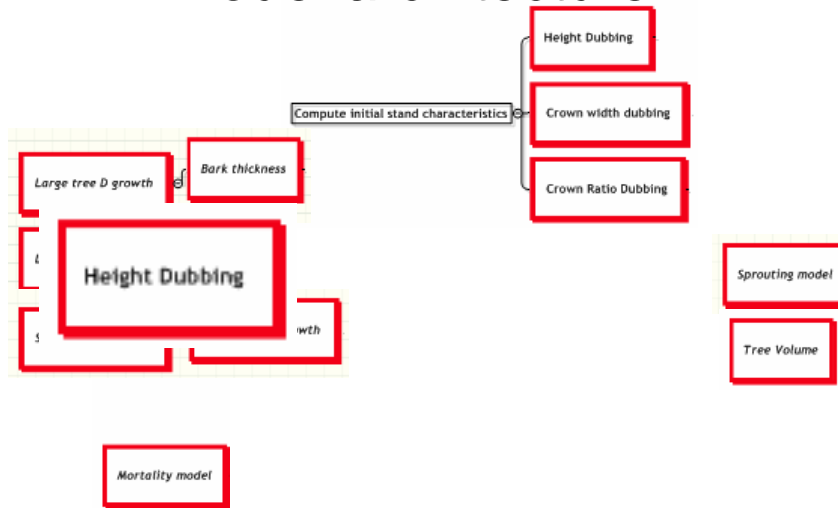 Height Dubbing
Compute initial stand characteristics
Crown width dubbing
Bark thickness
Large tree D growth
Crown Ratio Dubbing
Height Dubbing
Sprouting model
Tree Volume
Mortality model